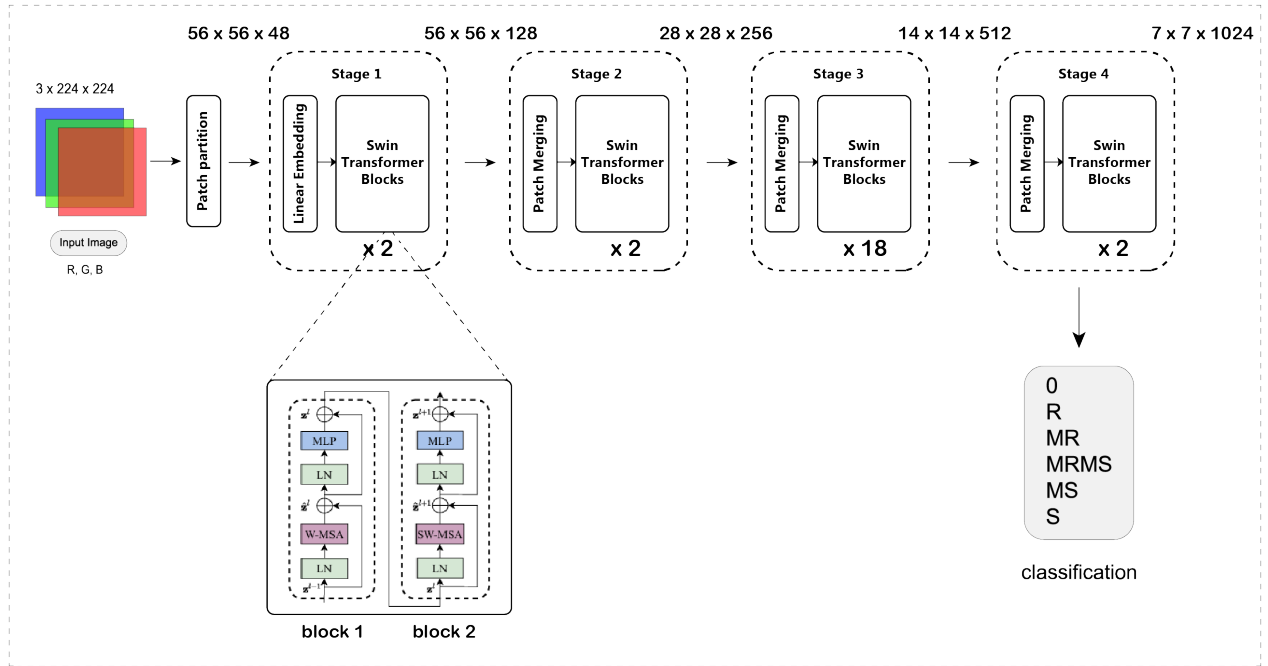 56 x 56 x 48
56 x 56 x 128
28 x 28 x 256
14 x 14 x 512
7 x 7 x 1024
3 x 224 x 224
Input Image
R, G, B
Patch partition
Stage 1
Linear Embedding
Swin
Transformer
Blocks
x 2
Stage 2
Patch Merging
Swin
Transformer
Blocks
x 2
Stage 3
Patch Merging
Swin
Transformer
Blocks
x 18
Stage 4
Patch Merging
Swin
Transformer
Blocks
x 2
z^l
MLP
LN
ẑ^l
W-MSA
LN
z^{l-1}
block 1
z^{l+1}
MLP
LN
ẑ^{l+1}
SW-MSA
LN
z^l
block 2
0
R
MR
MRMS
MS
S
classification